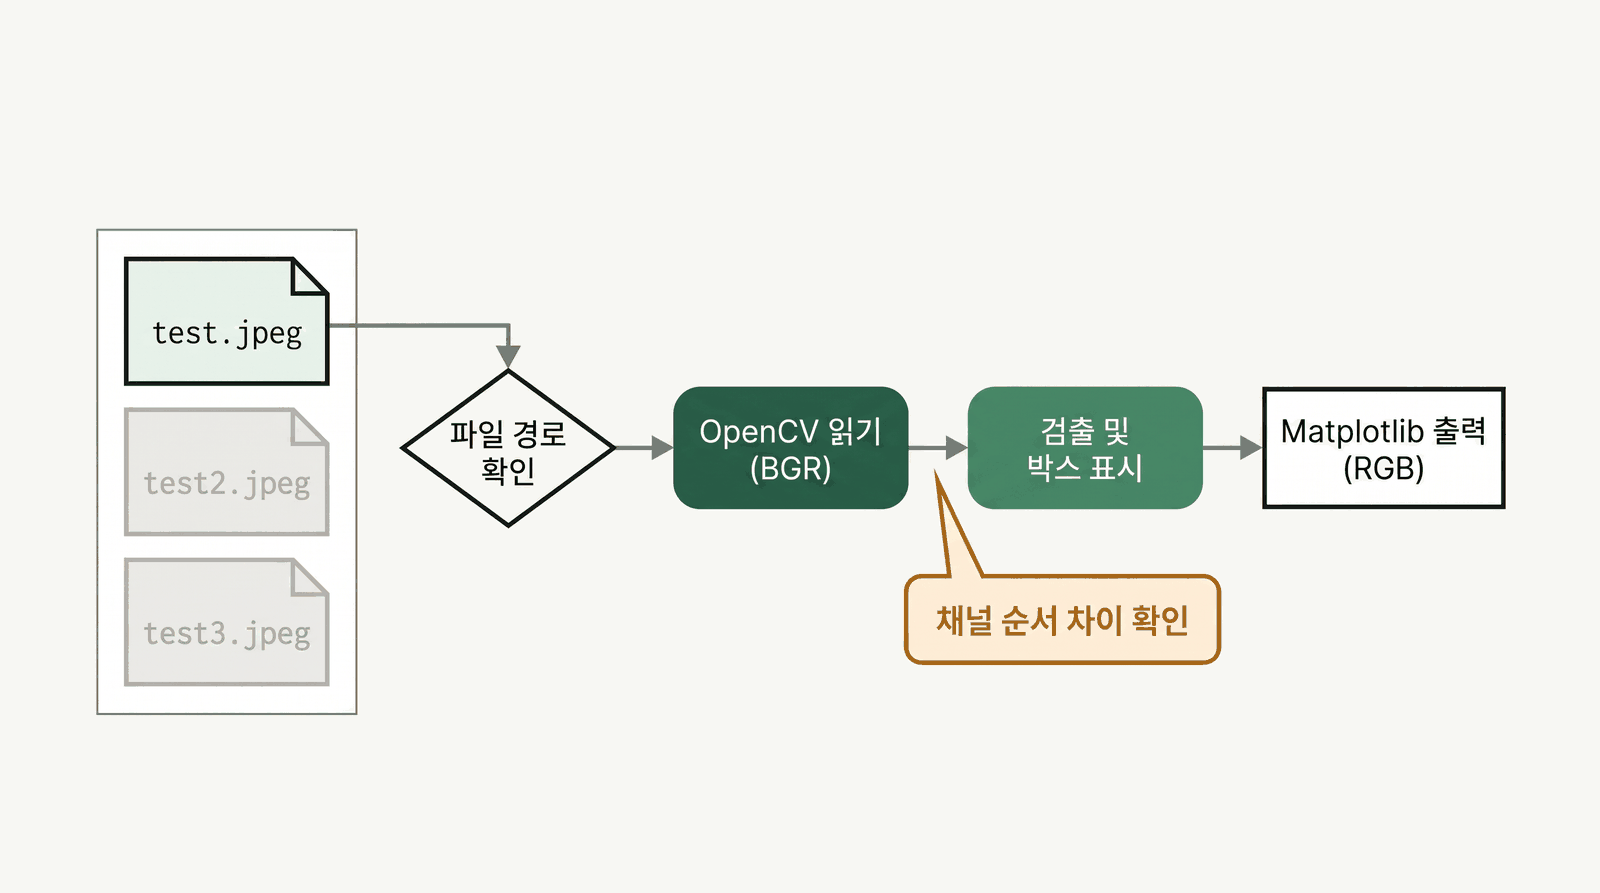 test.jpeg
test2.jpeg
test3.jpeg
파일 경로
확인
OpenCV 읽기
(BGR)
검출 및
박스 표시
Matplotlib 출력
(RGB)
채널 순서 차이 확인